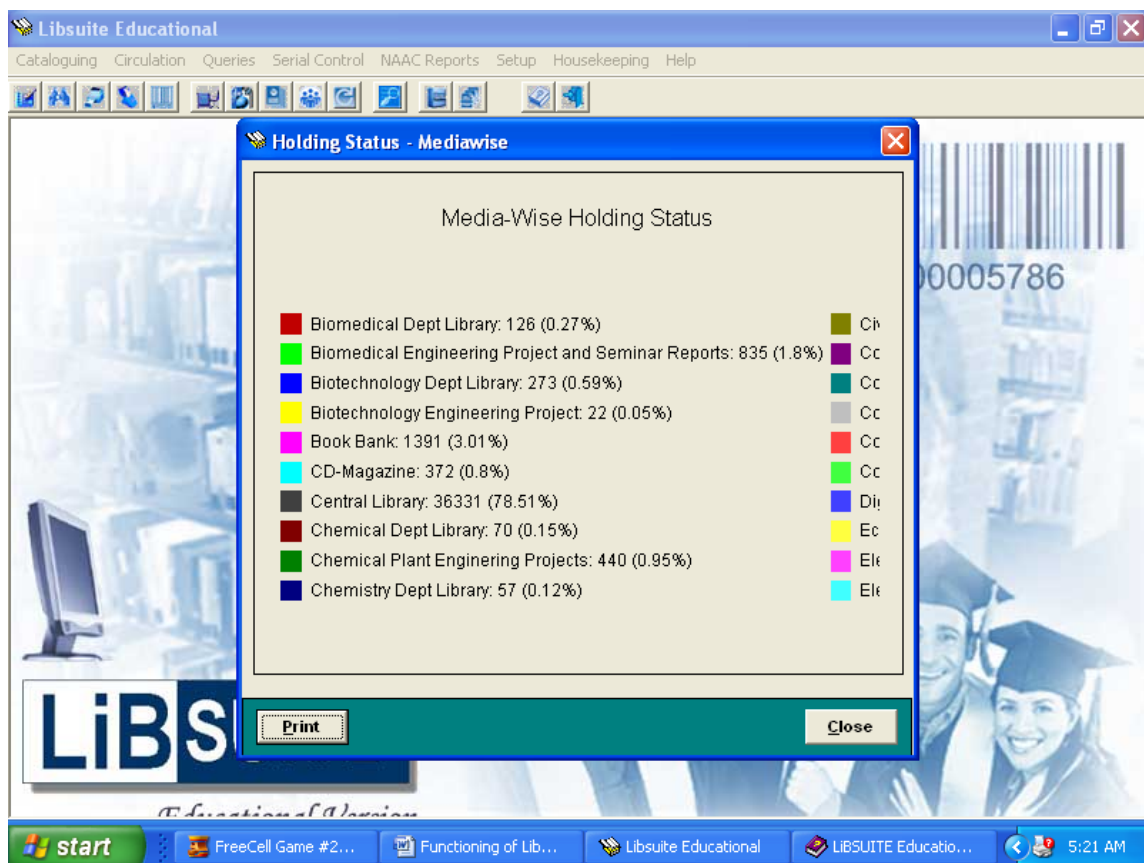 Libsuite Educational
Cataloguing Circulation Queries Serial Control NAAC Reports Setup Housekeeping Help
Holding Status - Mediawise
Media-Wise Holding Status
00005786
Biomedical Dept Library: 126 (0.27%)
Biomedical Engineering Project and Seminar Reports: 835 (1.8%)
Biotechnology Dept Library: 273 (0.59%)
Biotechnology Engineering Project: 22 (0.05%)
Book Bank: 1391 (3.01%)
CD-Magazine: 372 (0.8%)
Central Library: 36331 (78.51%)
Chemical Dept Library: 70 (0.15%)
Chemical Plant Enginering Projects: 440 (0.95%)
Chemistry Dept Library: 57 (0.12%)
Print Close
LiBS
Educational Version
start FreeCell Game #2... Functioning of Lib... Libsuite Educational LiBSUITE Educatio... 5:21 AM